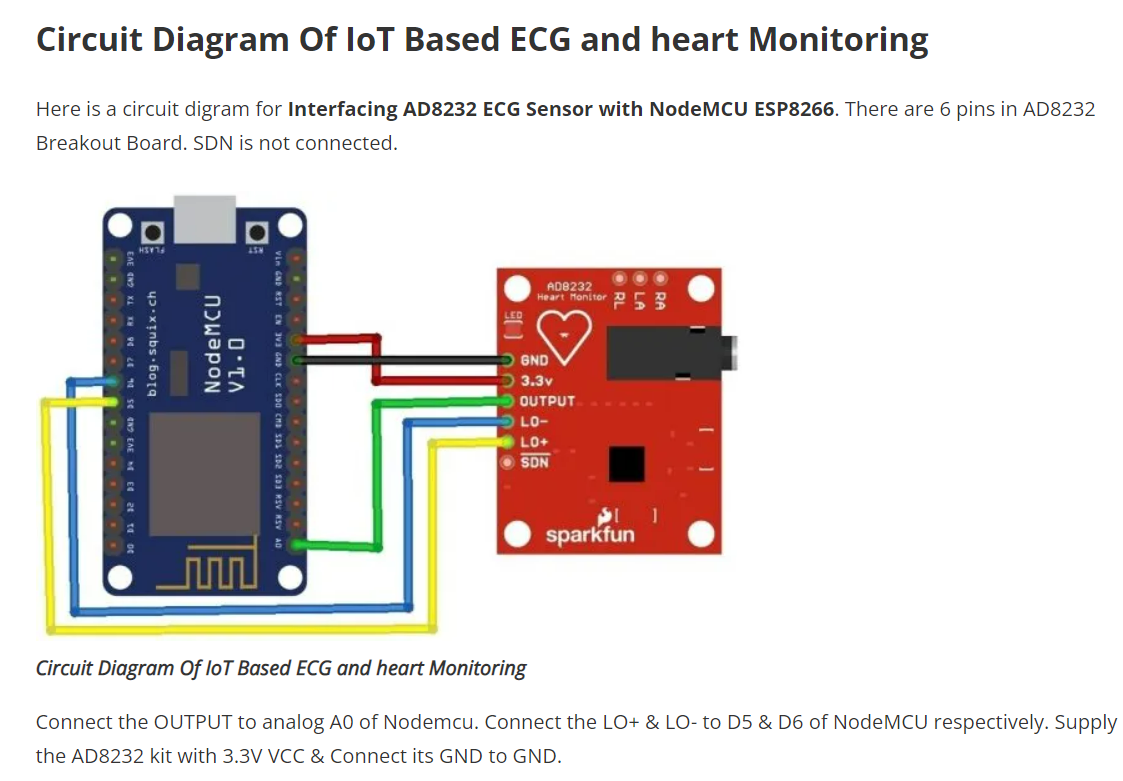 Circuit Diagram Of IoT Based ECG and heart Monitoring
Here is a circuit digram for Interfacing AD8232 ECG Sensor with NodeMCU ESP8266. There are 6 pins in AD8232
Breakout Board. SDN is not connected.
FLASH
RST
3V3
GND
TX
RX
D8
D7
D6
D5
GND
3V3
D4
D3
D2
D1
D0
blog.squix.ch
NodeMCU
V1.0
Vin
GND
RST
EN
3V3
GND
CLK
SD0
CMD
SD1
SD2
SD3
RSV
RSV
A0
AD8232
Heart Monitor
RL
LA
RA
LED
GND
3.3v
OUTPUT
LO-
LO+
SDN
sparkfun
Circuit Diagram Of IoT Based ECG and heart Monitoring
Connect the OUTPUT to analog A0 of Nodemcu. Connect the LO+ & LO- to D5 & D6 of NodeMCU respectively. Supply
the AD8232 kit with 3.3V VCC & Connect its GND to GND.